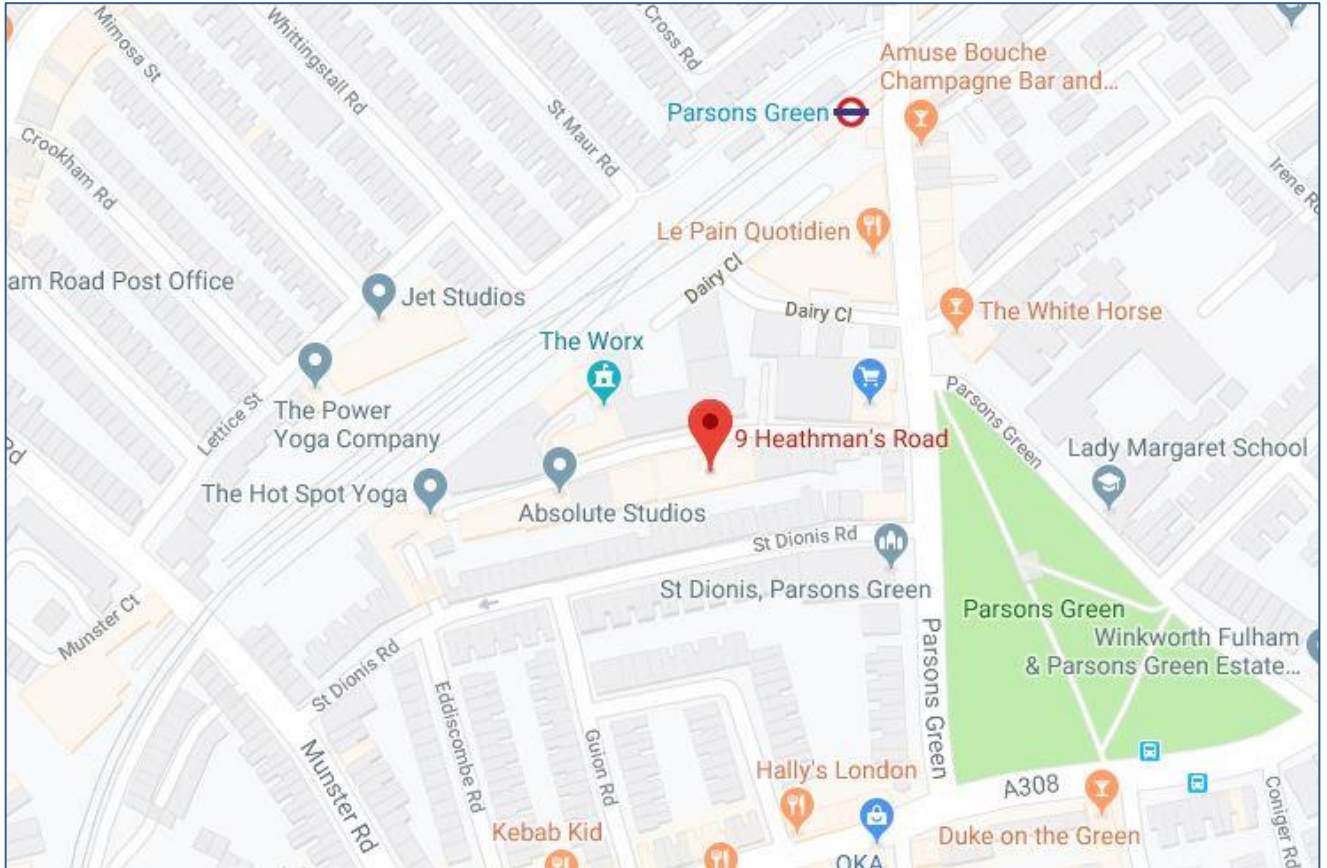 Mimosa St
Whittingstall Rd
Cross Rd
Amuse Bouche
Champagne Bar and...
Parsons Green
St Maur Rd
Crookham Rd
Irene Rd
Le Pain Quotidien
am Road Post Office
Jet Studios
Dairy Cl
Dairy Cl
The White Horse
The Worx
Parsons Green
Lettice St
The Power
Yoga Company
9 Heathman's Road
Lady Margaret School
Rd
The Hot Spot Yoga
Absolute Studios
St Dionis Rd
St Dionis, Parsons Green
Parsons Green
Munster Ct
Winkworth Fulham
& Parsons Green Estate...
St Dionis Rd
Eddiscombe Rd
Guion Rd
Parsons Green
Munster Rd
Hally's London
A308
Coniger Rd
Kebab Kid
Duke on the Green
OKA